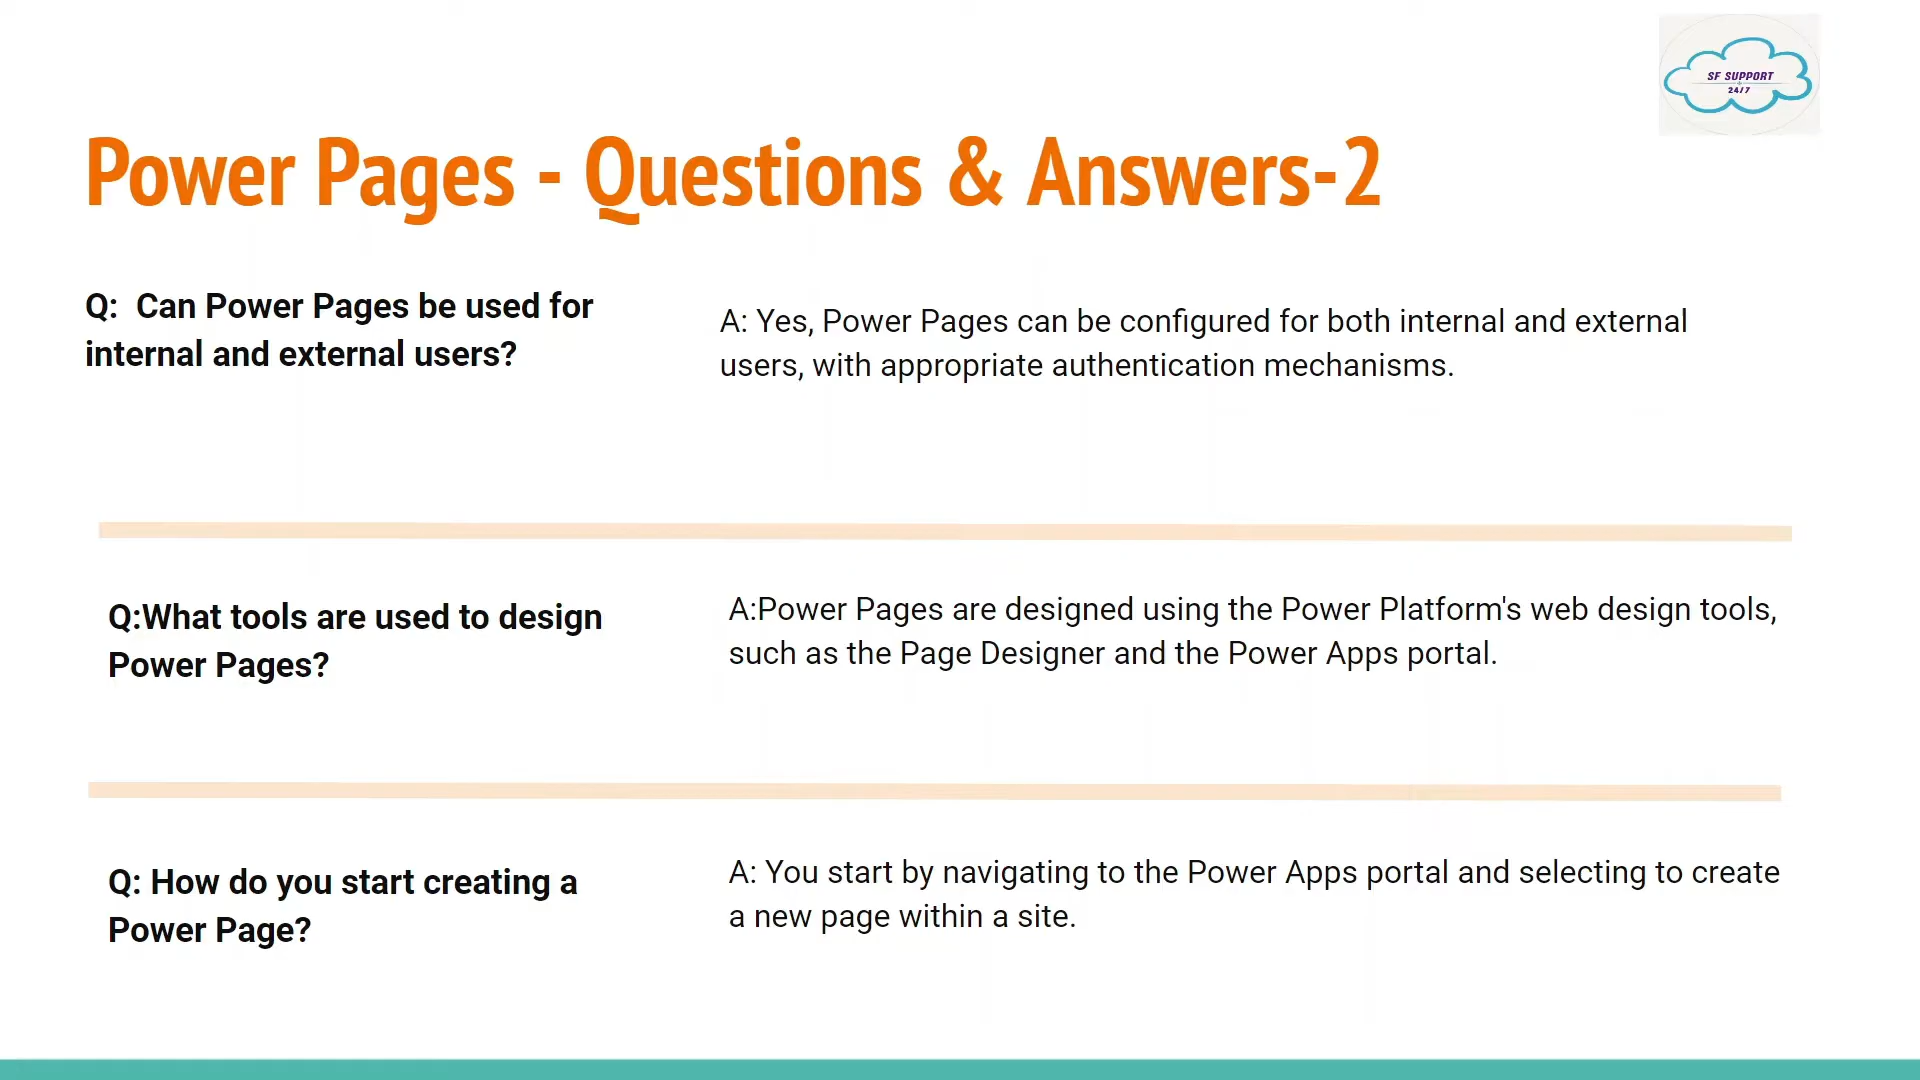 SF SUPPORT
24/7
Power Pages - Questions & Answers-2
Q:  Can Power Pages be used for
internal and external users?
A: Yes, Power Pages can be configured for both internal and external
users, with appropriate authentication mechanisms.
Q:What tools are used to design
Power Pages?
A:Power Pages are designed using the Power Platform's web design tools,
such as the Page Designer and the Power Apps portal.
Q: How do you start creating a
Power Page?
A: You start by navigating to the Power Apps portal and selecting to create
a new page within a site.